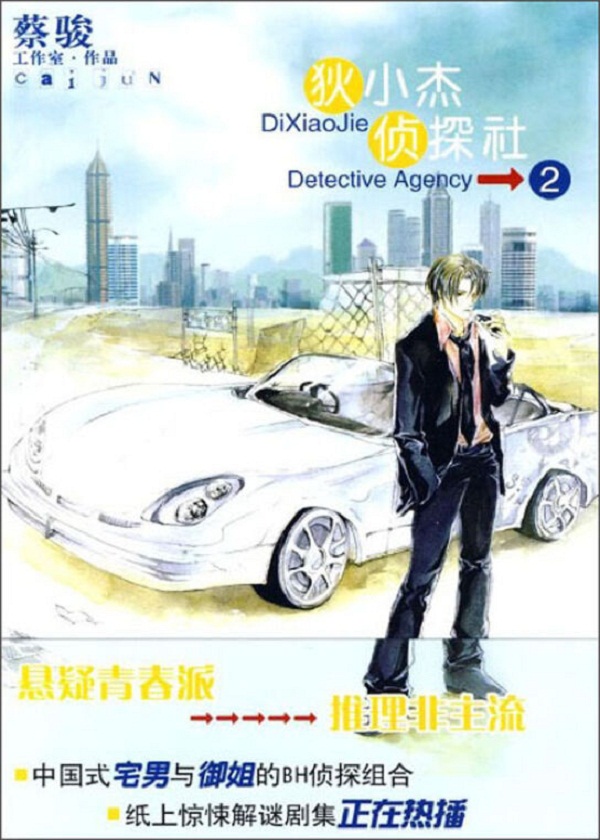 蔡骏
工作室·作品
caijuN
狄小杰
DiXiaoJie
侦探社
Detective Agency
2
悬疑青春派
推理非主流
中国式宅男与御姐的BH侦探组合
纸上惊悚解谜剧集正在热播